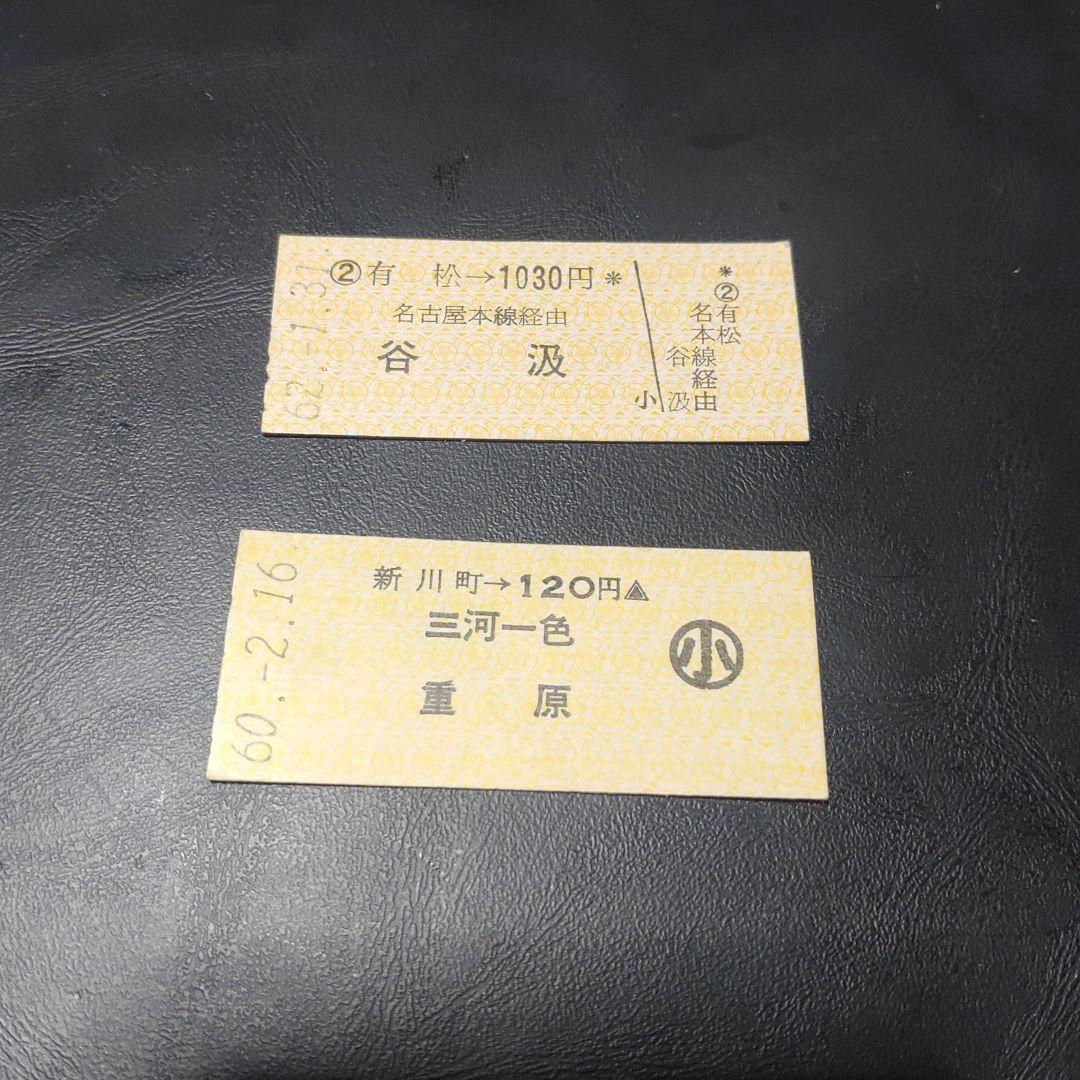 62.-1.31.
②有 松→1030円＊
名古屋本線経由
谷 汲
＊
②
有松
名本線経由
谷汲
小
60.-2.16.
新川町→120円▲
三河一色
重 原
小